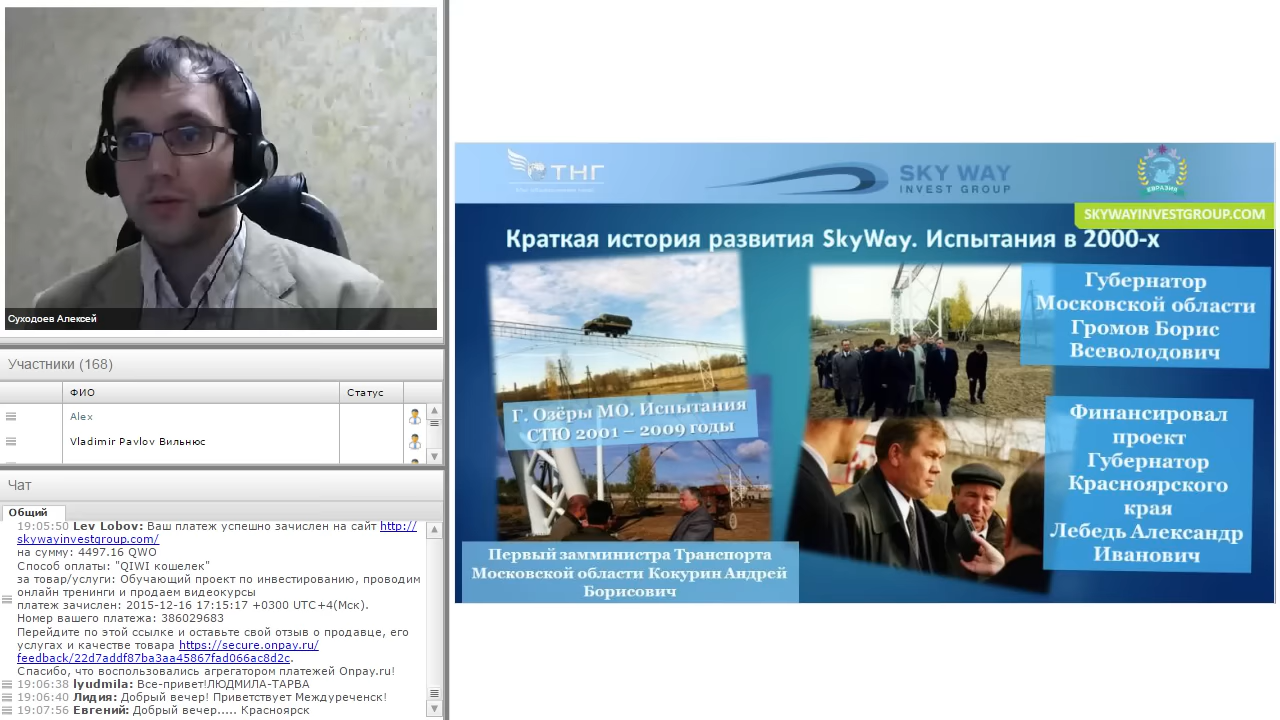 Суходоев Алексей
Участники (168)
ФИО
Статус
Alex
Vladimir Pavlov Вильнюс
Чат
Общий
19:05:50 Lev Lobov: Ваш платеж успешно зачислен на сайт http://
skywayinvestgroup.com/
на сумму: 4497.16 QWO
Способ оплаты: "QIWI кошелек"
за товар/услуги: Обучающий проект по инвестированию, проводим
онлайн тренинги и продаем видеокурсы
платеж зачислен: 2015-12-16 17:15:17 +0300 UTC+4(Мск).
Номер вашего платежа: 386029683
Перейдите по этой ссылке и оставьте свой отзыв о продавце, его
услугах и качестве товара https://secure.onpay.ru/
feedback/22d7addf87ba3aa45867fad066ac8d2c.
Спасибо, что воспользовались агрегатором платежей Onpay.ru!
19:06:38 lyudmila: Все-привет!ЛЮДМИЛА-ТАРВА
19:06:40 Лидия: Добрый вечер! Приветствует Междуреченск!
19:07:56 Евгений: Добрый вечер..... Красноярск
ТНГ
SKY WAY
INVEST GROUP
ЕВРАЗИЯ
SKYWAYINVESTGROUP.COM
Краткая история развития SkyWay. Испытания в 2000-х
Г. Озёры МО. Испытания
СТЮ 2001 – 2009 годы
Первый замминистра Транспорта
Московской области Кокурин Андрей
Борисович
Губернатор
Московской области
Громов Борис
Всеволодович
Финансировал
проект
Губернатор
Красноярского
края
Лебедь Александр
Иванович